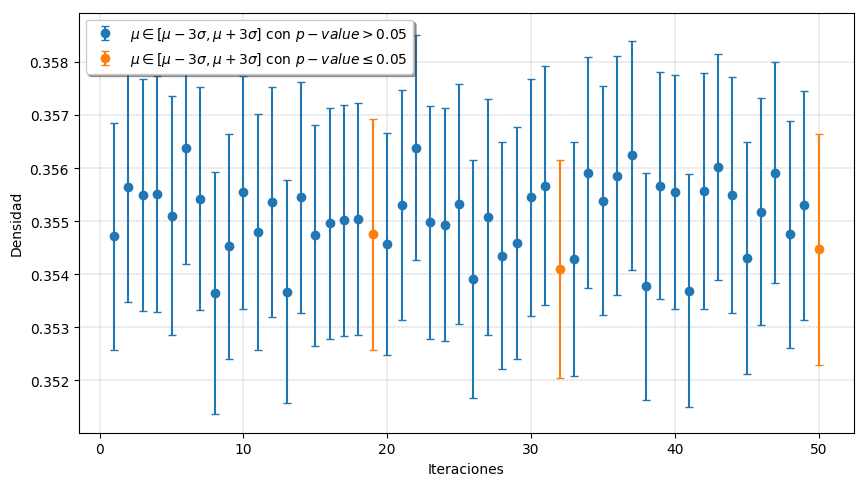 μ ∈ [μ − 3σ, μ + 3σ] con p − value > 0.05
μ ∈ [μ − 3σ, μ + 3σ] con p − value ≤ 0.05
0.358
0.357
0.356
0.355
0.354
0.353
0.352
Densidad
0 10 20 30 40 50
Iteraciones